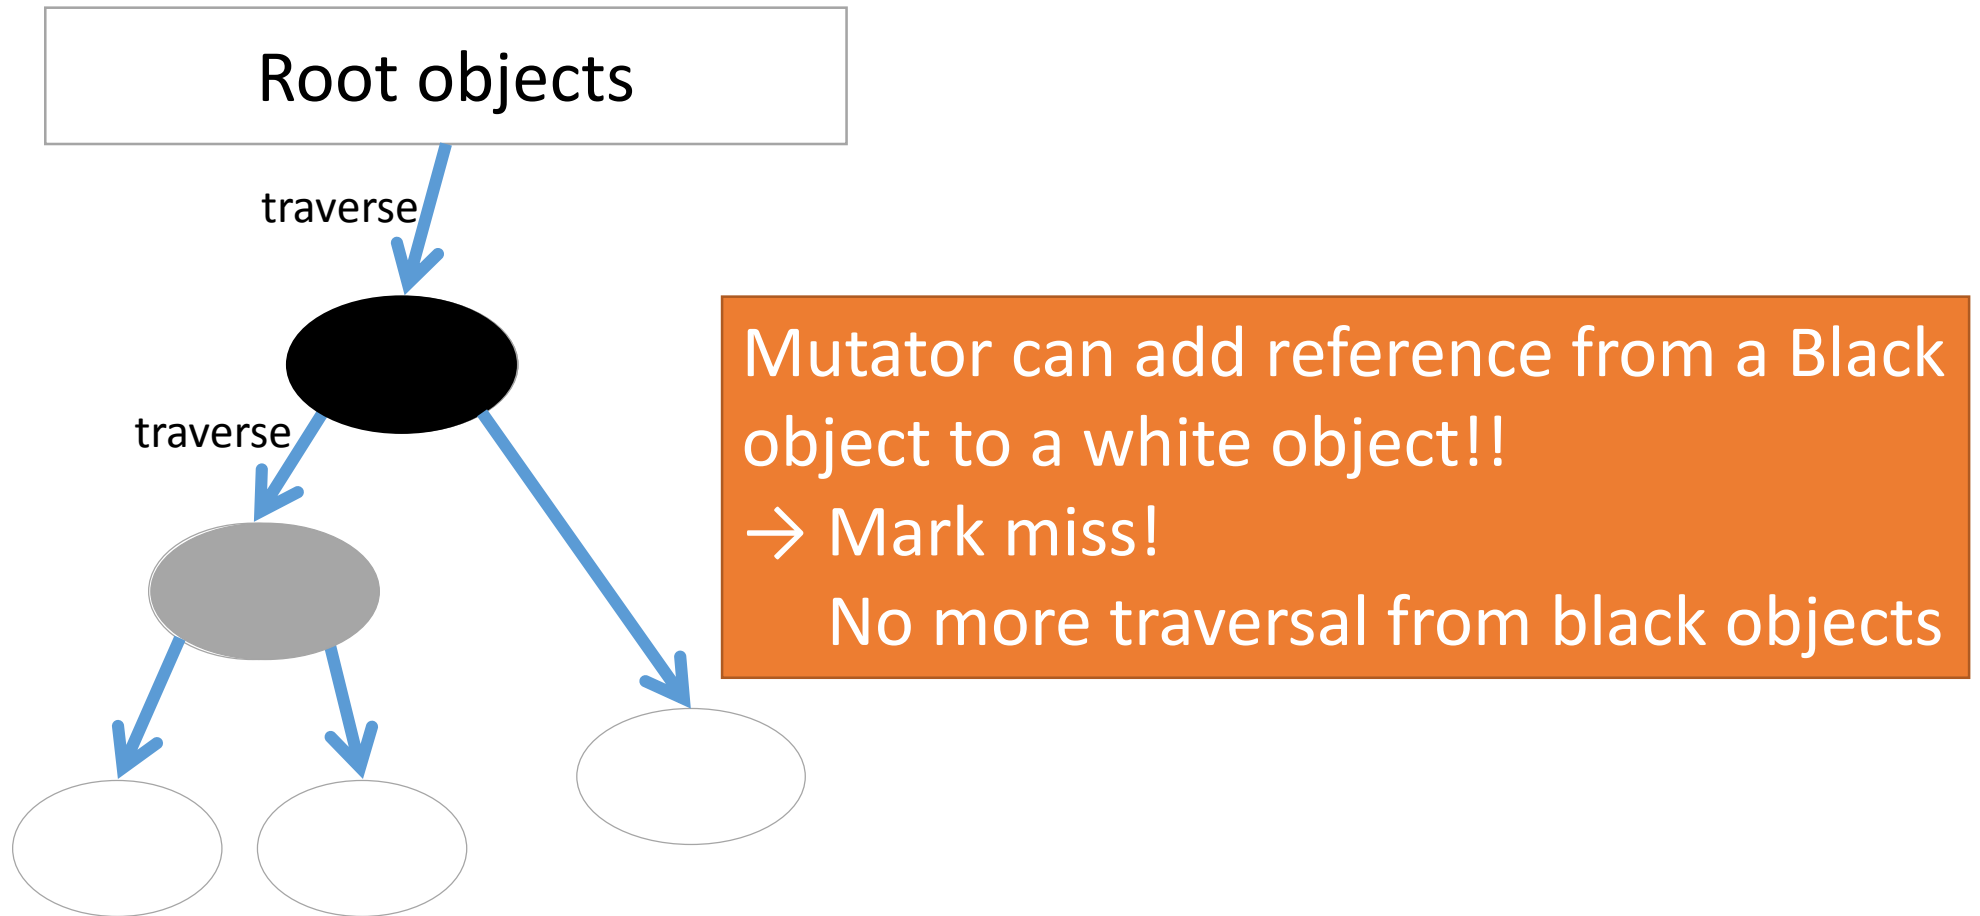 Root objects
traverse
Mutator can add reference from a Black
object to a white object!!
traverse
→ Mark miss!
No more traversal from black objects